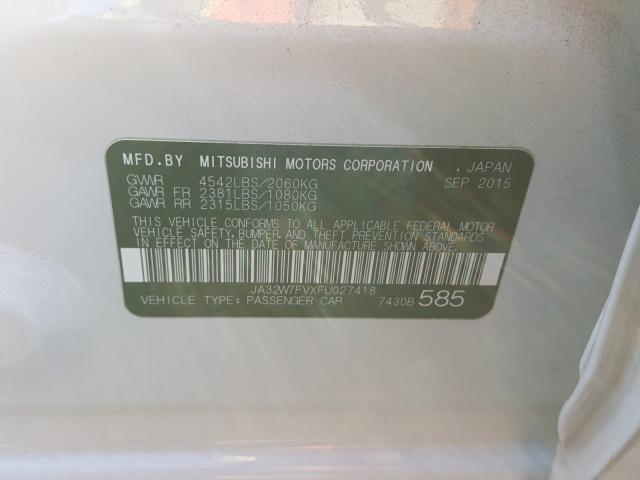 MFD.BY MITSUBISHI MOTORS CORPORATION , JAPAN
GVWR 4542LBS/2060KG SEP 2015
GAWR FR 2381LBS/1080KG
GAWR RR 2315LBS/1050KG
THIS VEHICLE CONFORMS TO ALL APPLICABLE FEDERAL MOTOR
VEHICLE SAFETY,BUMPER,AND THEFT PREVENTION STANDARDS
IN EFFECT ON THE DATE OF MANUFACTURE SHOWN ABOVE.
JA32W7FVXFU027418
VEHICLE TYPE: PASSENGER CAR 7430B 585